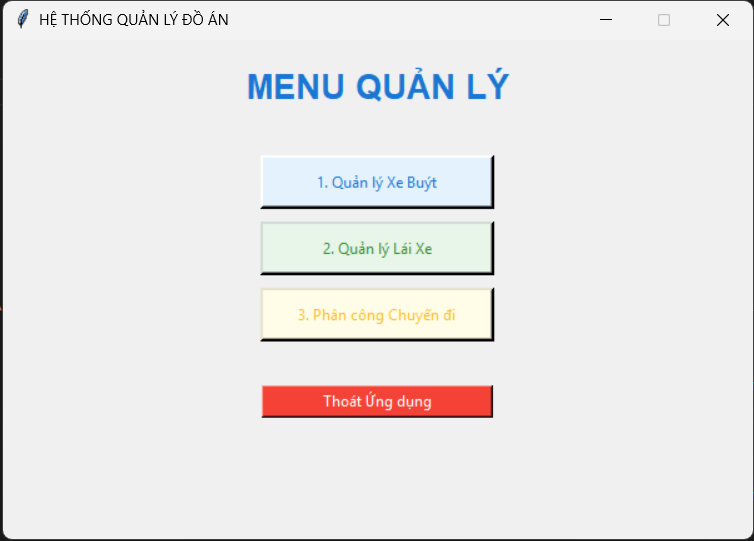 HỆ THỐNG QUẢN LÝ ĐỒ ÁN
MENU QUẢN LÝ
1. Quản lý Xe Buýt
2. Quản lý Lái Xe
3. Phân công Chuyến đi
Thoát Ứng dụng